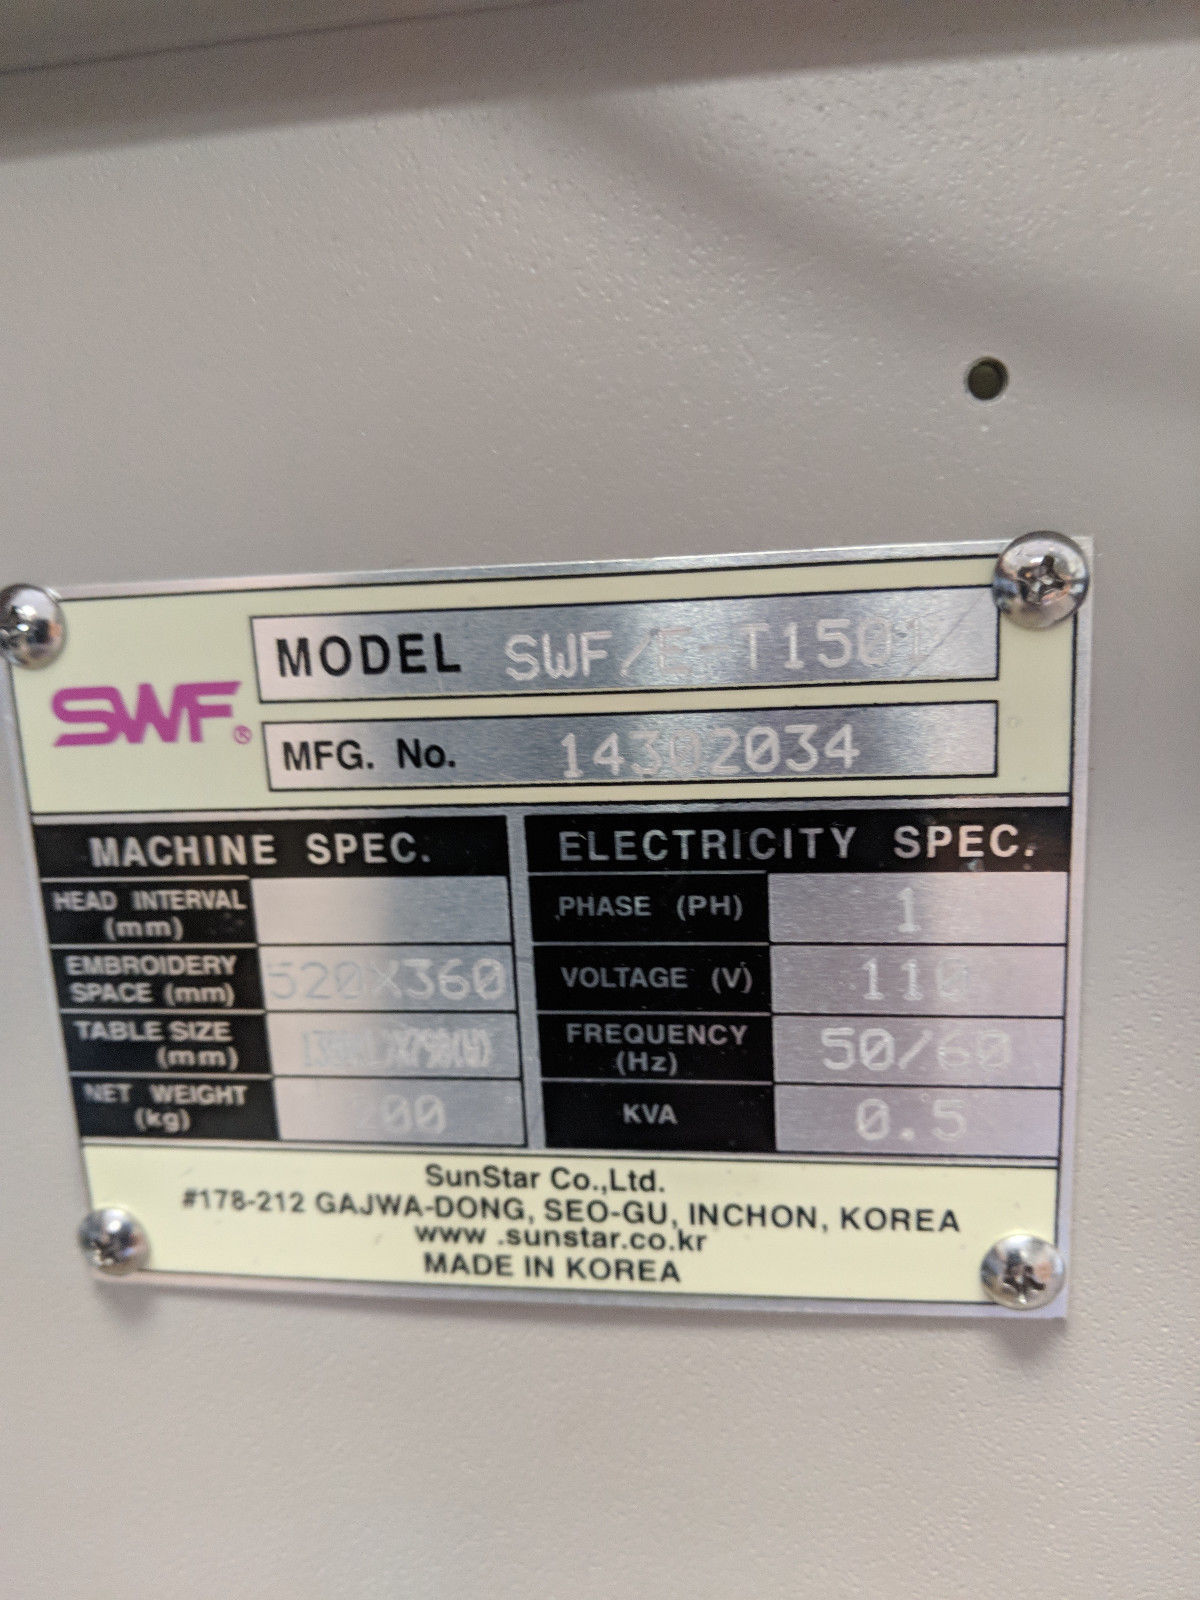 SWF®
MODEL SWF/E-T1501
MFG. No. 14302034
MACHINE SPEC.
HEAD INTERVAL
(mm)
EMBROIDERY
SPACE (mm) 520X360
TABLE SIZE
(mm)
NET WEIGHT
(kg) 200
ELECTRICITY SPEC.
PHASE (PH) 1
VOLTAGE (V) 110
FREQUENCY
(Hz) 50/60
KVA 0.5
SunStar Co.,Ltd.
#178-212 GAJWA-DONG, SEO-GU, INCHON, KOREA
www .sunstar.co.kr
MADE IN KOREA